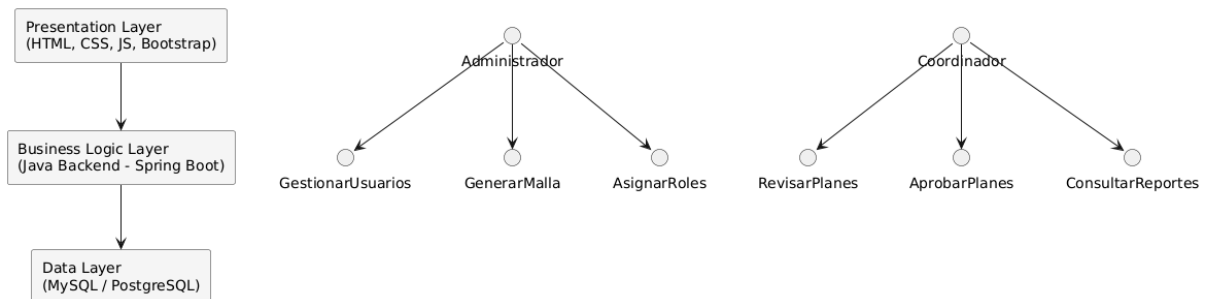 Presentation Layer
(HTML, CSS, JS, Bootstrap)
Administrador
Coordinador
Business Logic Layer
(Java Backend - Spring Boot)
GestionarUsuarios
GenerarMalla
AsignarRoles
RevisarPlanes
AprobarPlanes
ConsultarReportes
Data Layer
(MySQL / PostgreSQL)